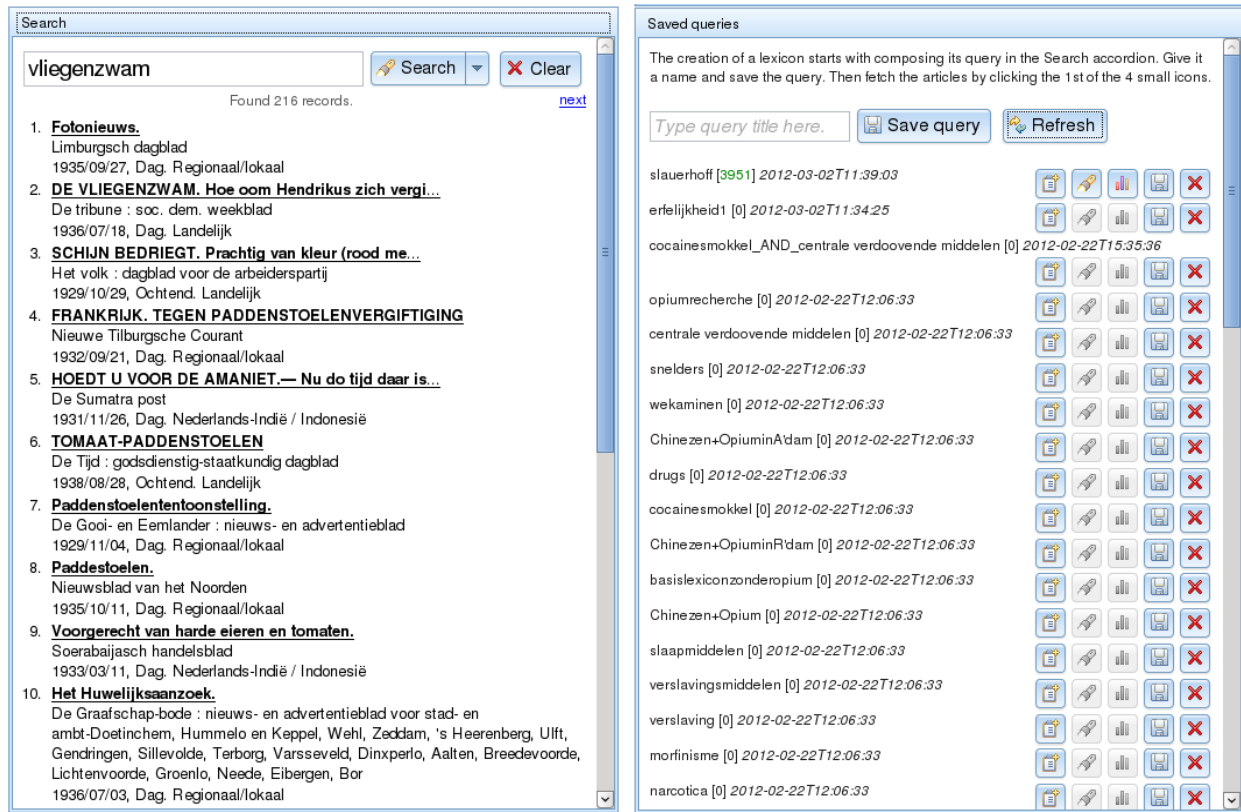 Search
vliegenzwam
Search
Clear
Found 216 records.
next
1. Fotonieuws.
Limburgsch dagblad
1935/09/27, Dag. Regionaal/lokaal
2. DE VLIEGENZWAM. Hoe oom Hendrikus zich vergi...
De tribune : soc. dem. weekblad
1936/07/18, Dag. Landelijk
3. SCHIJN BEDRIEGT. Prachtig van kleur (rood me...
Het volk : dagblad voor de arbeiderspartij
1929/10/29, Ochtend. Landelijk
4. FRANKRIJK. TEGEN PADDENSTOELENVERGIFTIGING
Nieuwe Tilburgsche Courant
1932/09/21, Dag. Regionaal/lokaal
5. HOEDT U VOOR DE AMANIET.— Nu do tijd daar is...
De Sumatra post
1931/11/26, Dag. Nederlands-Indië / Indonesië
6. TOMAAT-PADDENSTOELEN
De Tijd : godsdienstig-staatkundig dagblad
1938/08/28, Ochtend. Landelijk
7. Paddenstoelententoonstelling.
De Gooi- en Eemlander : nieuws- en advertentieblad
1929/11/04, Dag. Regionaal/lokaal
8. Paddestoelen.
Nieuwsblad van het Noorden
1935/10/11, Dag. Regionaal/lokaal
9. Voorgerecht van harde eieren en tomaten.
Soerabaijasch handelsblad
1933/03/11, Dag. Nederlands-Indië / Indonesië
10. Het Huwelijksaanzoek.
De Graafschap-bode : nieuws- en advertentieblad voor stad- en
ambt-Doetinchem, Hummelo en Keppel, Wehl, Zeddam, 's Heerenberg, Ulft,
Gendringen, Sillevolde, Terborg, Varsseveld, Dinxperlo, Aalten, Breedevoorde,
Lichtenvoorde, Groenlo, Neede, Eibergen, Bor
1936/07/03, Dag. Regionaal/lokaal
Saved queries
The creation of a lexicon starts with composing its query in the Search accordion. Give it
a name and save the query. Then fetch the articles by clicking the 1st of the 4 small icons.
Type query title here.
Save query
Refresh
slauerhoff [3951] 2012-03-02T11:39:03
erfelijkheid1 [0] 2012-03-02T11:34:25
cocainesmokkel_AND_centrale verdoovende middelen [0] 2012-02-22T15:35:36
opiumrecherche [0] 2012-02-22T12:06:33
centrale verdoovende middelen [0] 2012-02-22T12:06:33
snelders [0] 2012-02-22T12:06:33
wekaminen [0] 2012-02-22T12:06:33
Chinezen+OpiuminA'dam [0] 2012-02-22T12:06:33
drugs [0] 2012-02-22T12:06:33
cocainesmokkel [0] 2012-02-22T12:06:33
Chinezen+OpiuminR'dam [0] 2012-02-22T12:06:33
basislexiconzonderopium [0] 2012-02-22T12:06:33
Chinezen+Opium [0] 2012-02-22T12:06:33
slaapmiddelen [0] 2012-02-22T12:06:33
verslavingsmiddelen [0] 2012-02-22T12:06:33
verslaving [0] 2012-02-22T12:06:33
morfinisme [0] 2012-02-22T12:06:33
narcotica [0] 2012-02-22T12:06:33